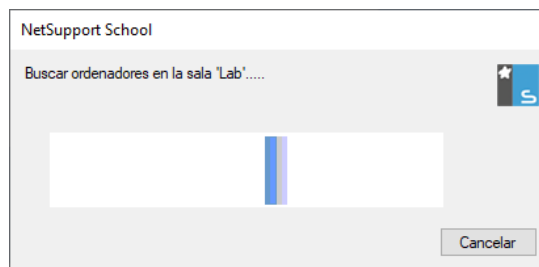 NetSupport School
Buscar ordenadores en la sala 'Lab'.....
S
Cancelar